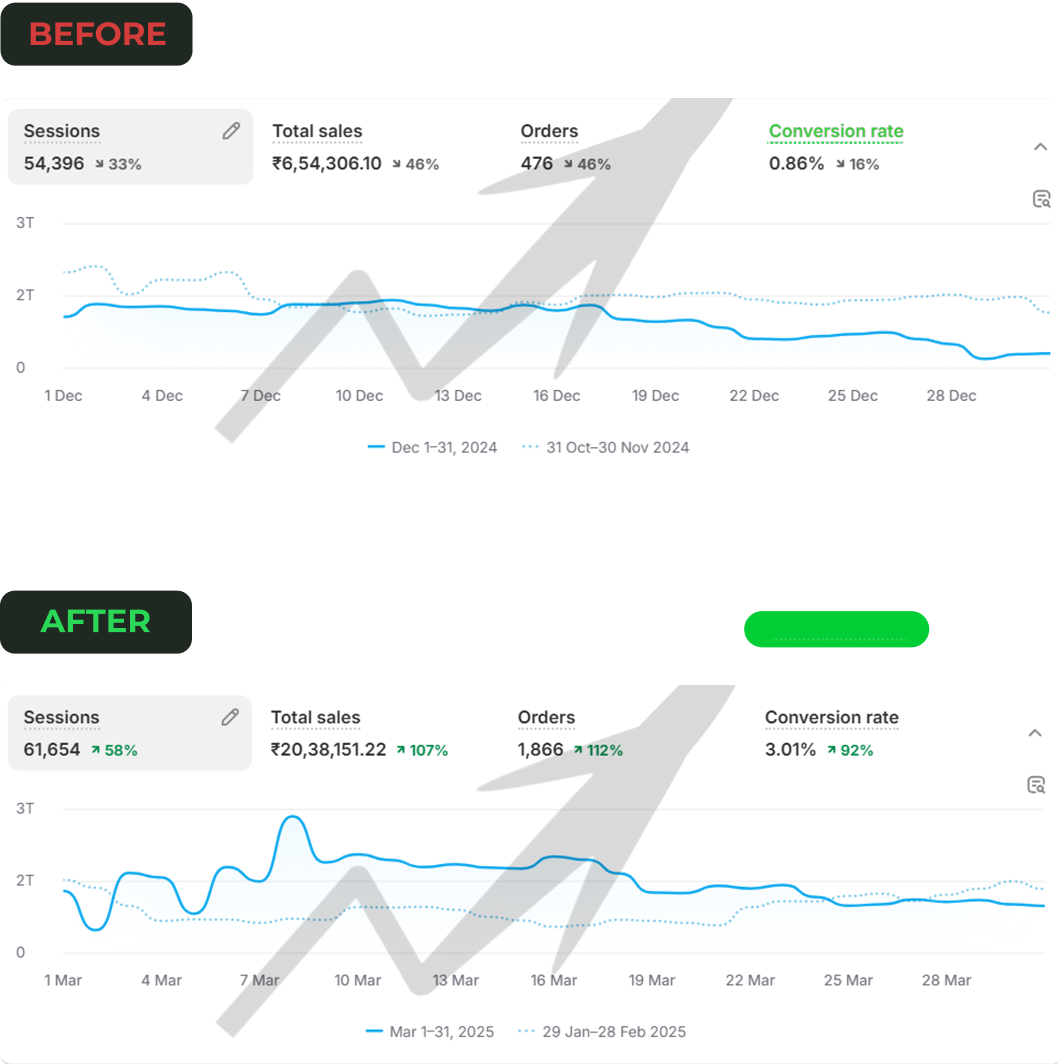 BEFORE
Sessions Total sales Orders Conversion rate
54,396 33% ₹6,54,306.10 46% 476 46% 0.86% 16%
3T
2T
0
1 Dec 4 Dec 7 Dec 10 Dec 13 Dec 16 Dec 19 Dec 22 Dec 25 Dec 28 Dec
Dec 1–31, 2024 31 Oct–30 Nov 2024
AFTER
Sessions Total sales Orders Conversion rate
61,654 58% ₹20,38,151.22 107% 1,866 112% 3.01% 92%
3T
2T
0
1 Mar 4 Mar 7 Mar 10 Mar 13 Mar 16 Mar 19 Mar 22 Mar 25 Mar 28 Mar
Mar 1–31, 2025 29 Jan–28 Feb 2025